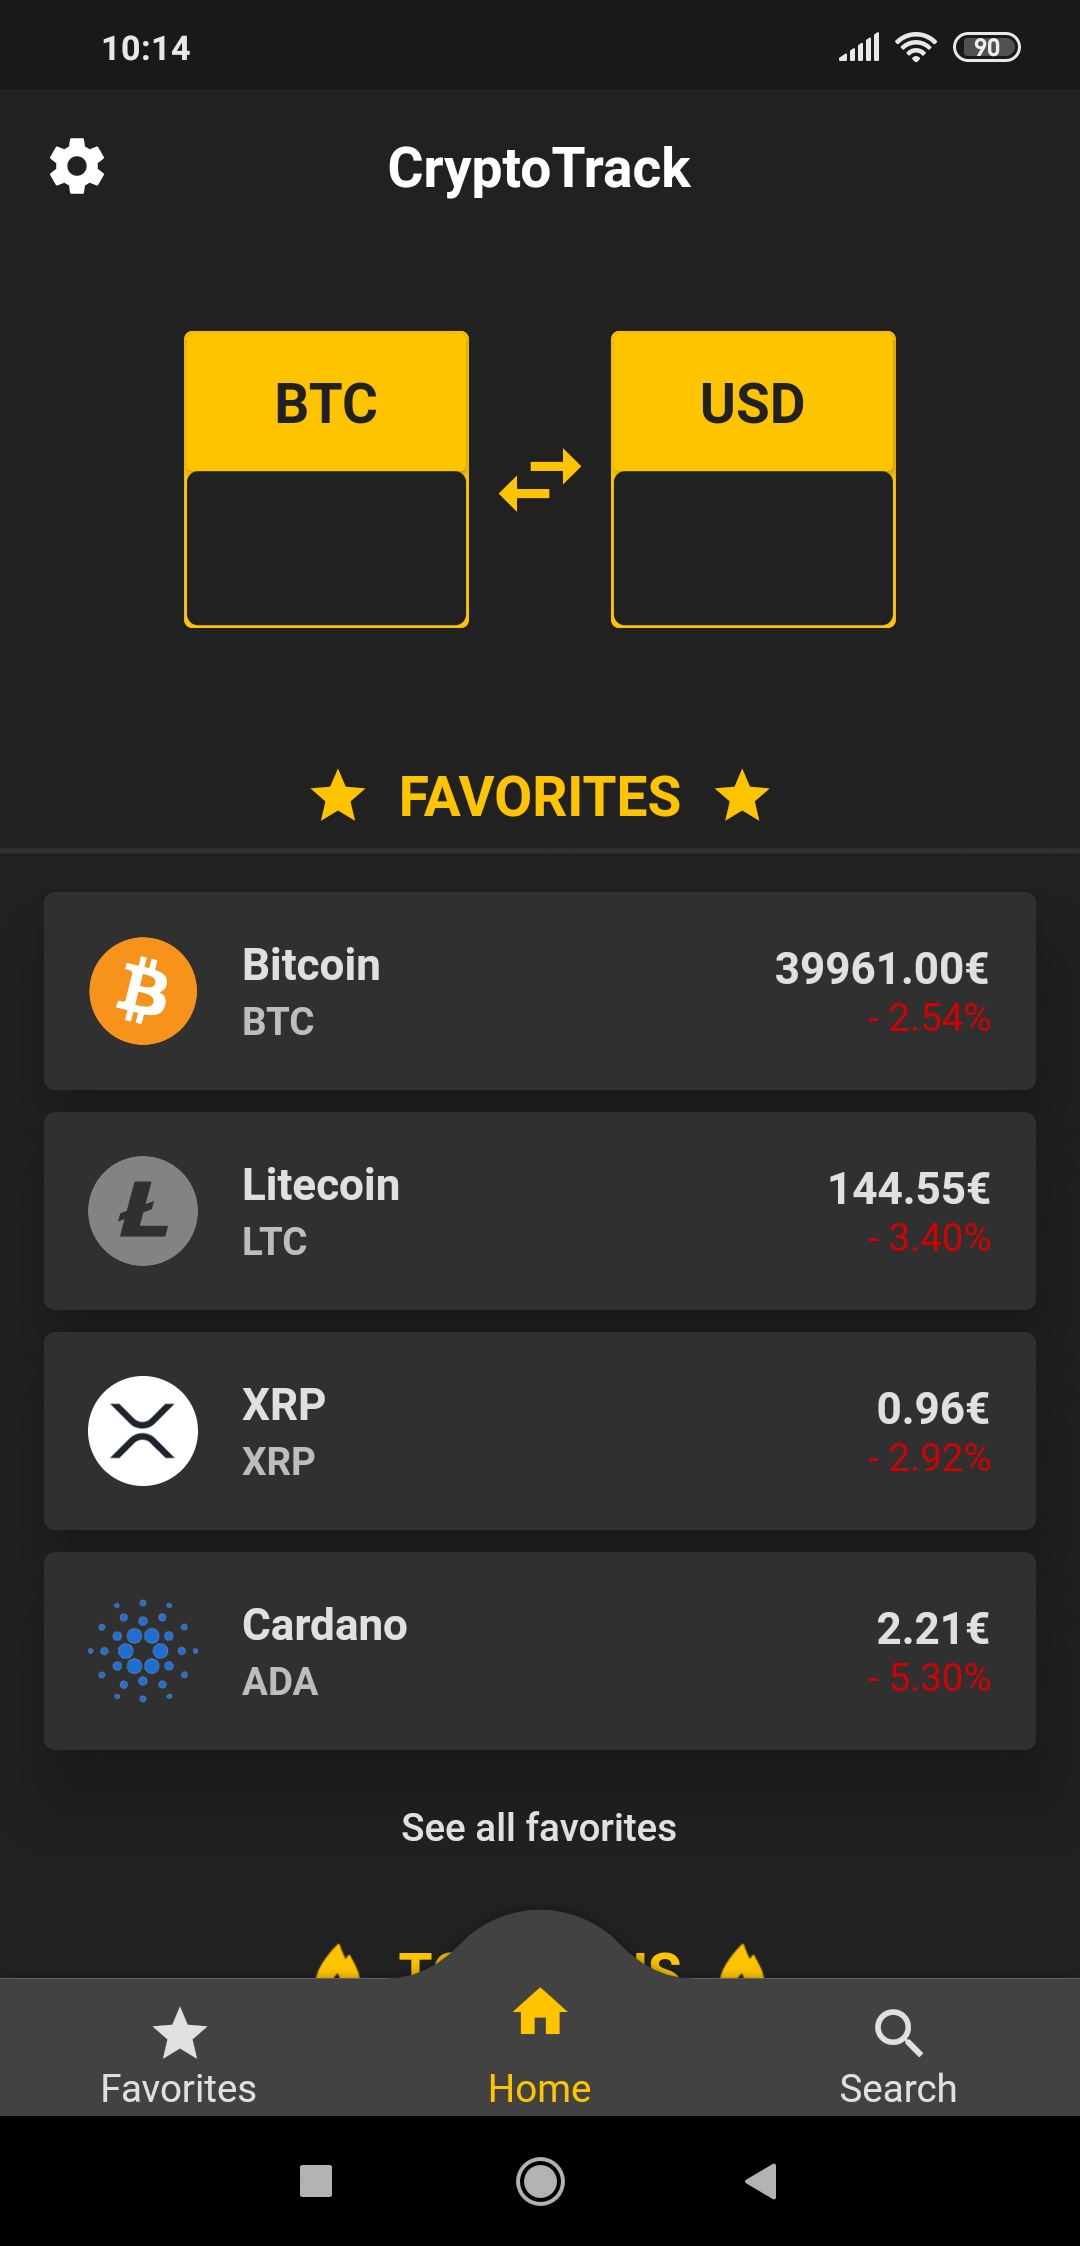 10:14
90
CryptoTrack
BTC
USD
FAVORITES
Bitcoin
39961.00€
BTC
- 2.54%
Litecoin
144.55€
LTC
- 3.40%
XRP
0.96€
XRP
- 2.92%
Cardano
2.21€
ADA
- 5.30%
See all favorites
Favorites
Home
Search